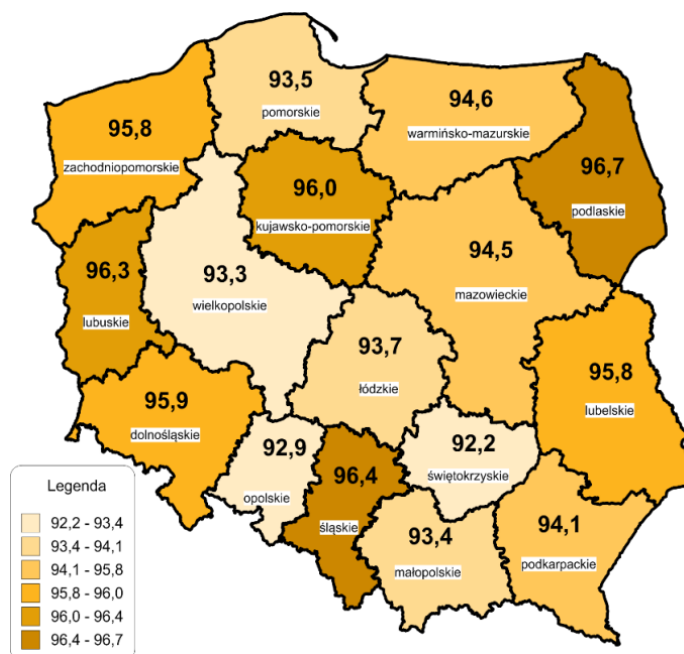 93,5
pomorskie
94,6
warmińsko-mazurskie
95,8
zachodniopomorskie
96,7
podlaskie
96,0
kujawsko-pomorskie
96,3
lubuskie
93,3
wielkopolskie
94,5
mazowieckie
93,7
łódzkie
95,8
lubelskie
95,9
dolnośląskie
92,9
opolskie
96,4
śląskie
92,2
świętokrzyskie
93,4
małopolskie
94,1
podkarpackie
Legenda
92,2 - 93,4
93,4 - 94,1
94,1 - 95,8
95,8 - 96,0
96,0 - 96,4
96,4 - 96,7